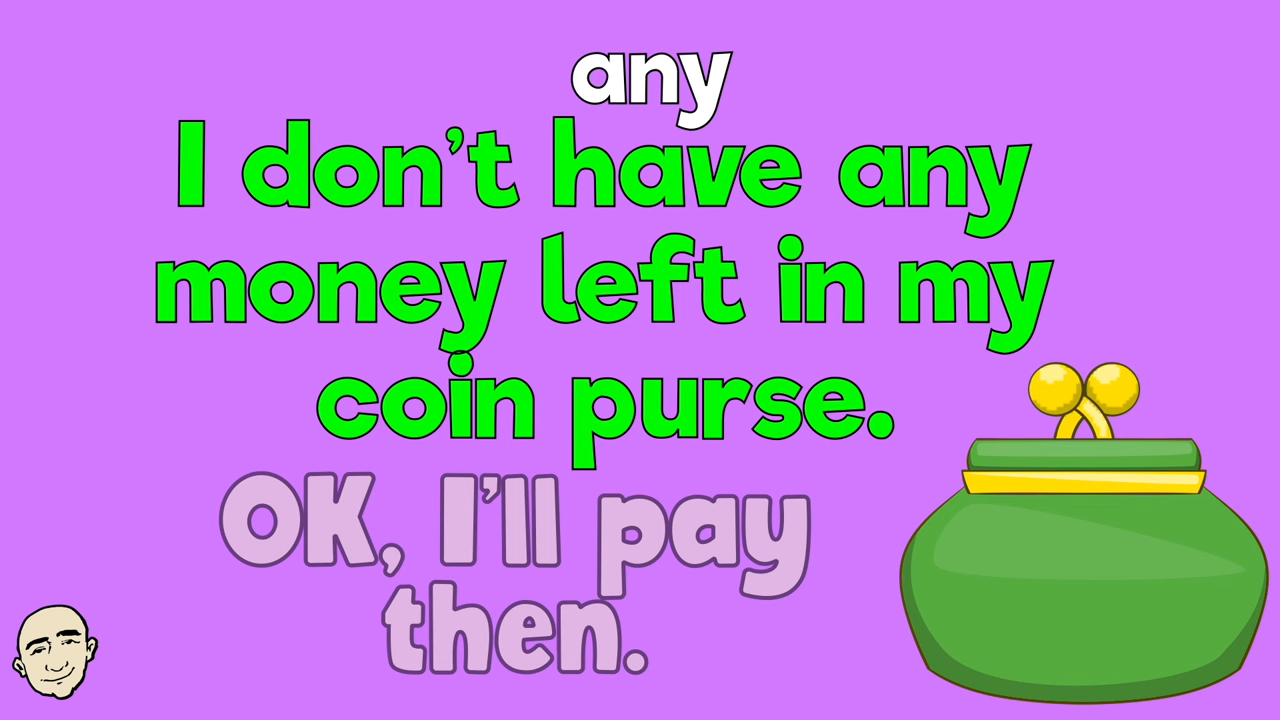 any
I don't have any
money left in my
coin purse.
OK, I'll pay
then.